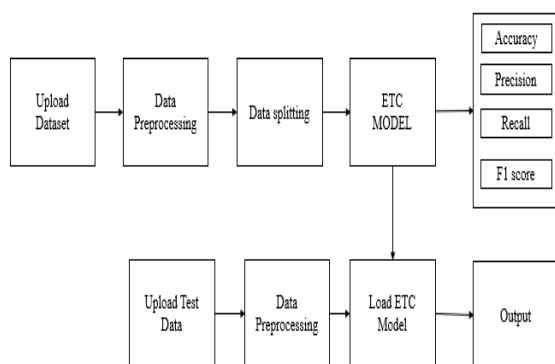 Upload
Dataset
Data
Preprocessing
Data splitting
ETC
MODEL
Accuracy
Precision
Recall
F1 score
Upload Test
Data
Data
Preprocessing
Load ETC
Model
Output